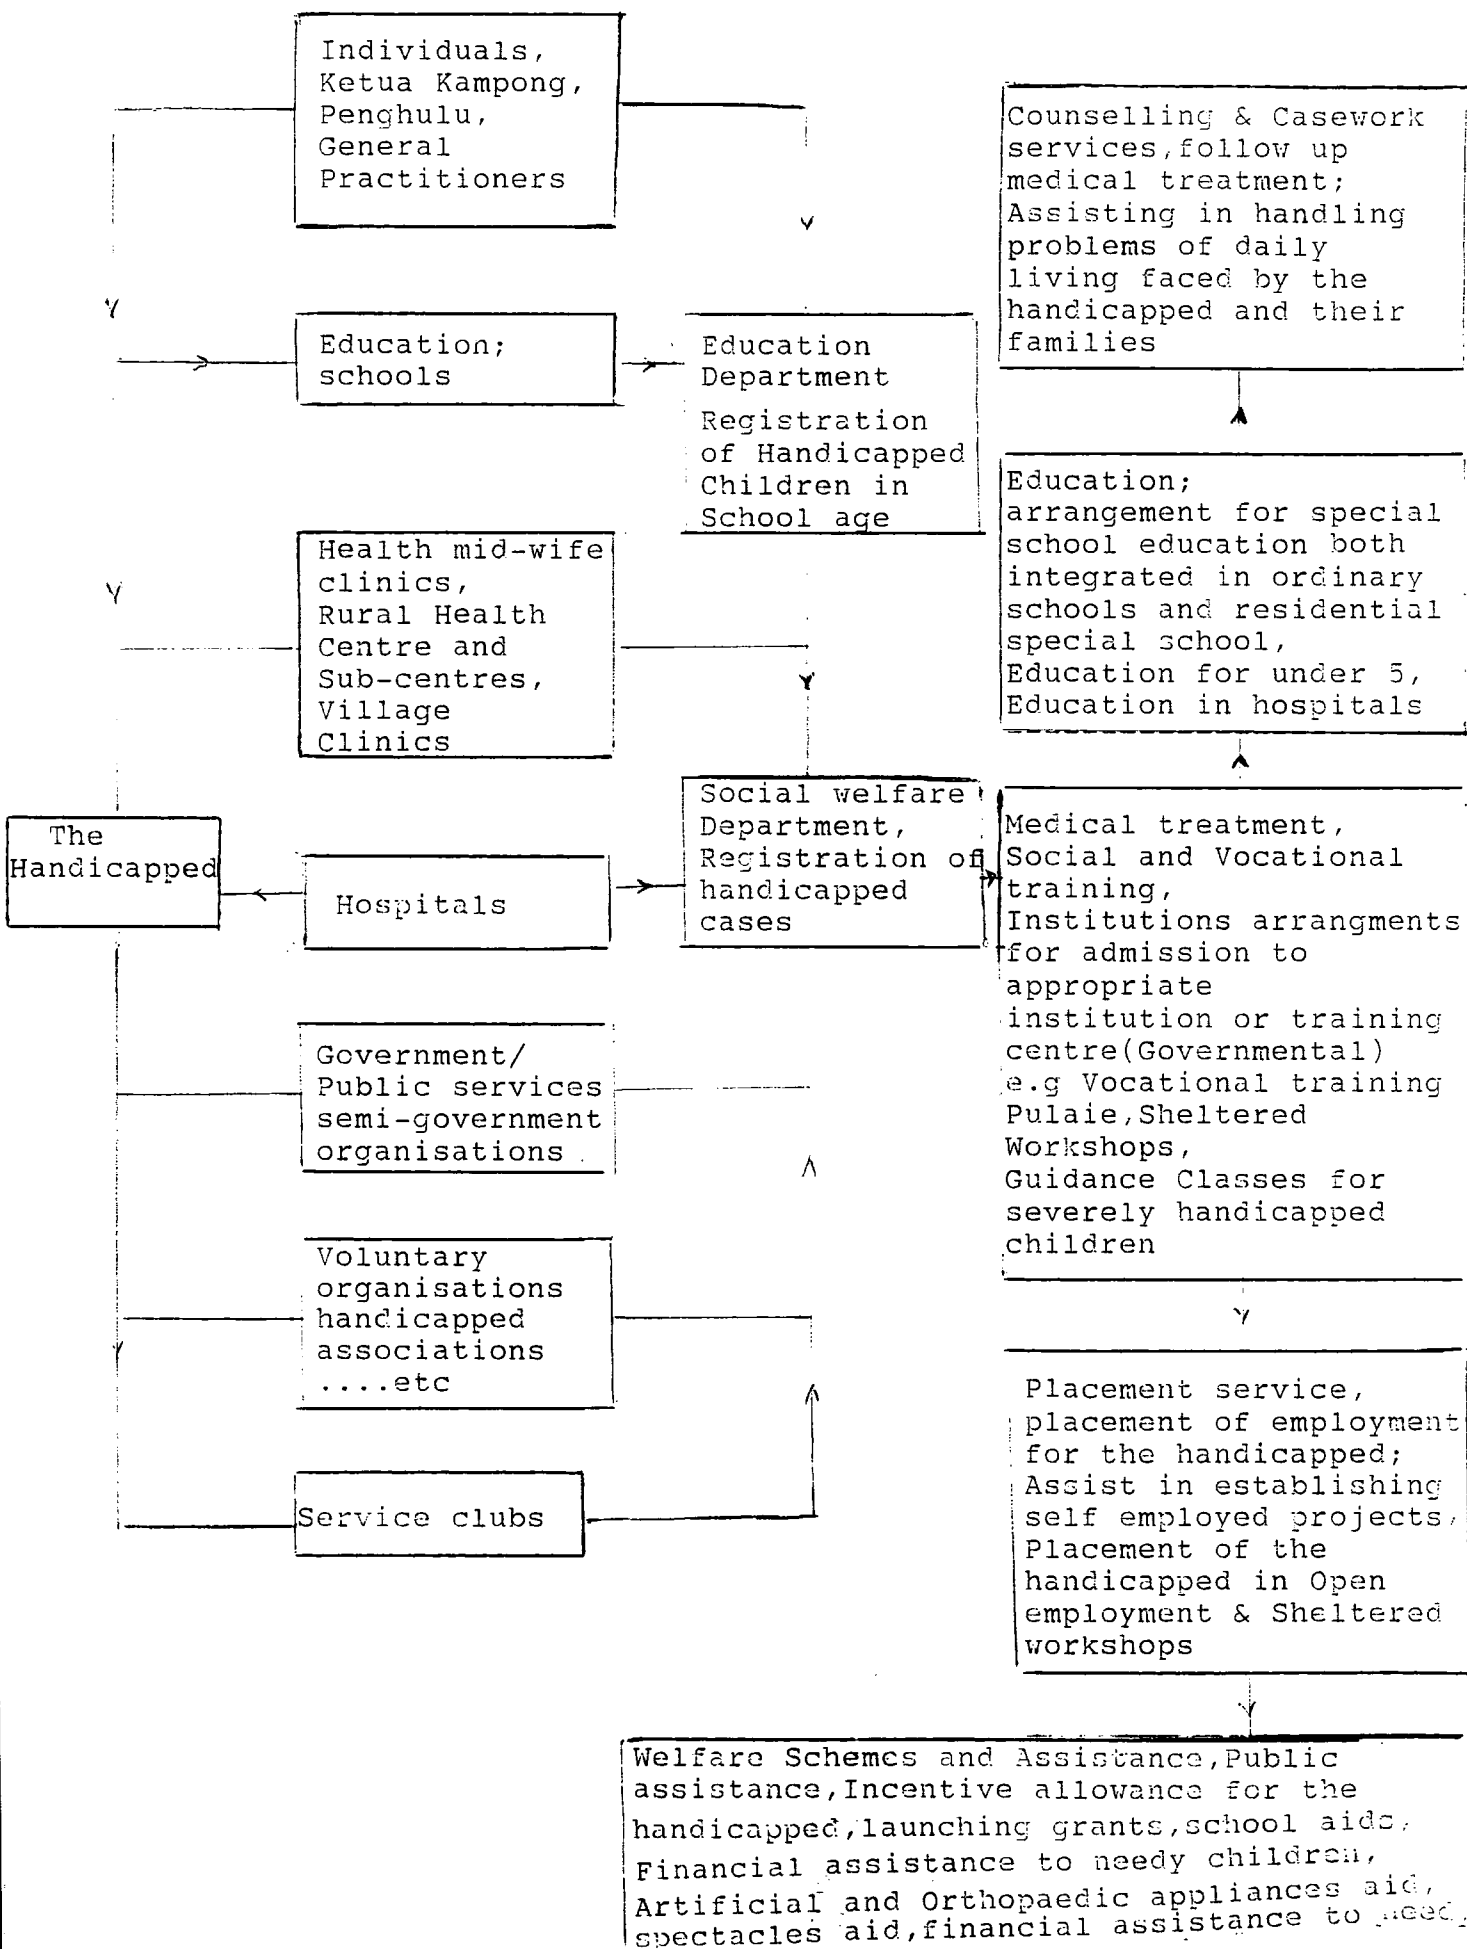 Individuals,
Ketua Kampong,
Penghulu,
General
Practitioners
Education;
schools
Education
Department
Registration
of Handicapped
Children in
School age
Health mid-wife
clinics,
Rural Health
Centre and
Sub-centres,
Village
Clinics
The
Handicapped
Hospitals
Social welfare
Department,
Registration of
handicapped
cases
Government/
Public services
semi-government
organisations
Voluntary
organisations
handicapped
associations
....etc
Service clubs
Counselling & Casework
services,follow up
medical treatment;
Assisting in handling
problems of daily
living faced by the
handicapped and their
families
Education;
arrangement for special
school education both
integrated in ordinary
schools and residential
special school,
Education for under 5,
Education in hospitals
Medical treatment,
Social and Vocational
training,
Institutions arrangments
for admission to
appropriate
institution or training
centre(Governmental)
e.g Vocational training
Pulaie,Sheltered
Workshops,
Guidance Classes for
severely handicapped
children
Placement service,
placement of employment
for the handicapped;
Assist in establishing
self employed projects,
Placement of the
handicapped in Open
employment & Sheltered
workshops
Welfare Schemes and Assistance,Public
assistance,Incentive allowance for the
handicapped,launching grants,school aids,
Financial assistance to needy children,
Artificial and Orthopaedic appliances aid,
spectacles aid,financial assistance to